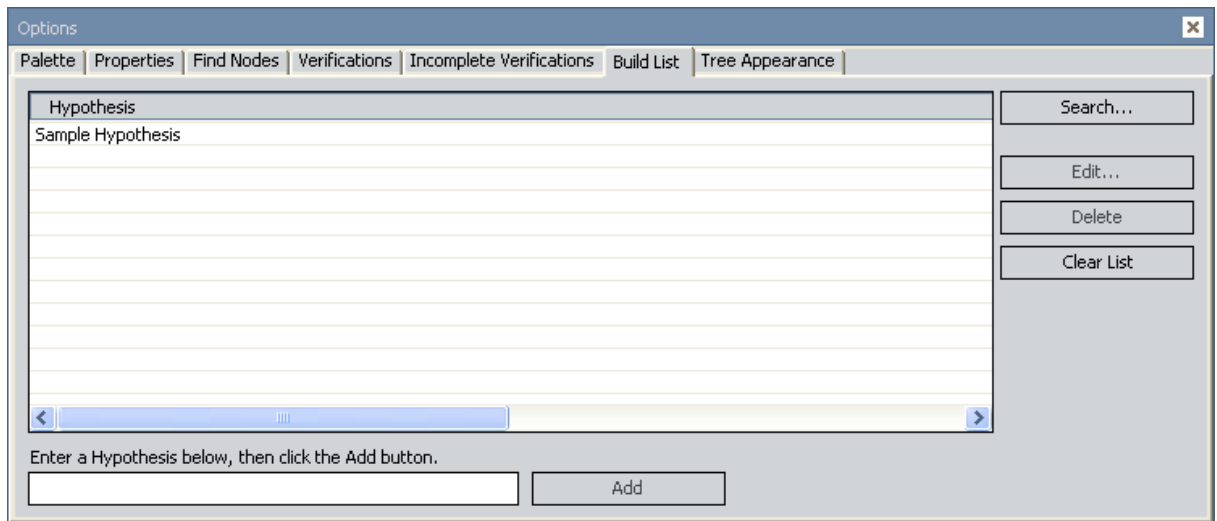 Options
Palette Properties Find Nodes Verifications Incomplete Verifications Build List Tree Appearance
Hypothesis
Search...
Sample Hypothesis
Edit...
Delete
Clear List
Enter a Hypothesis below, then click the Add button.
Add